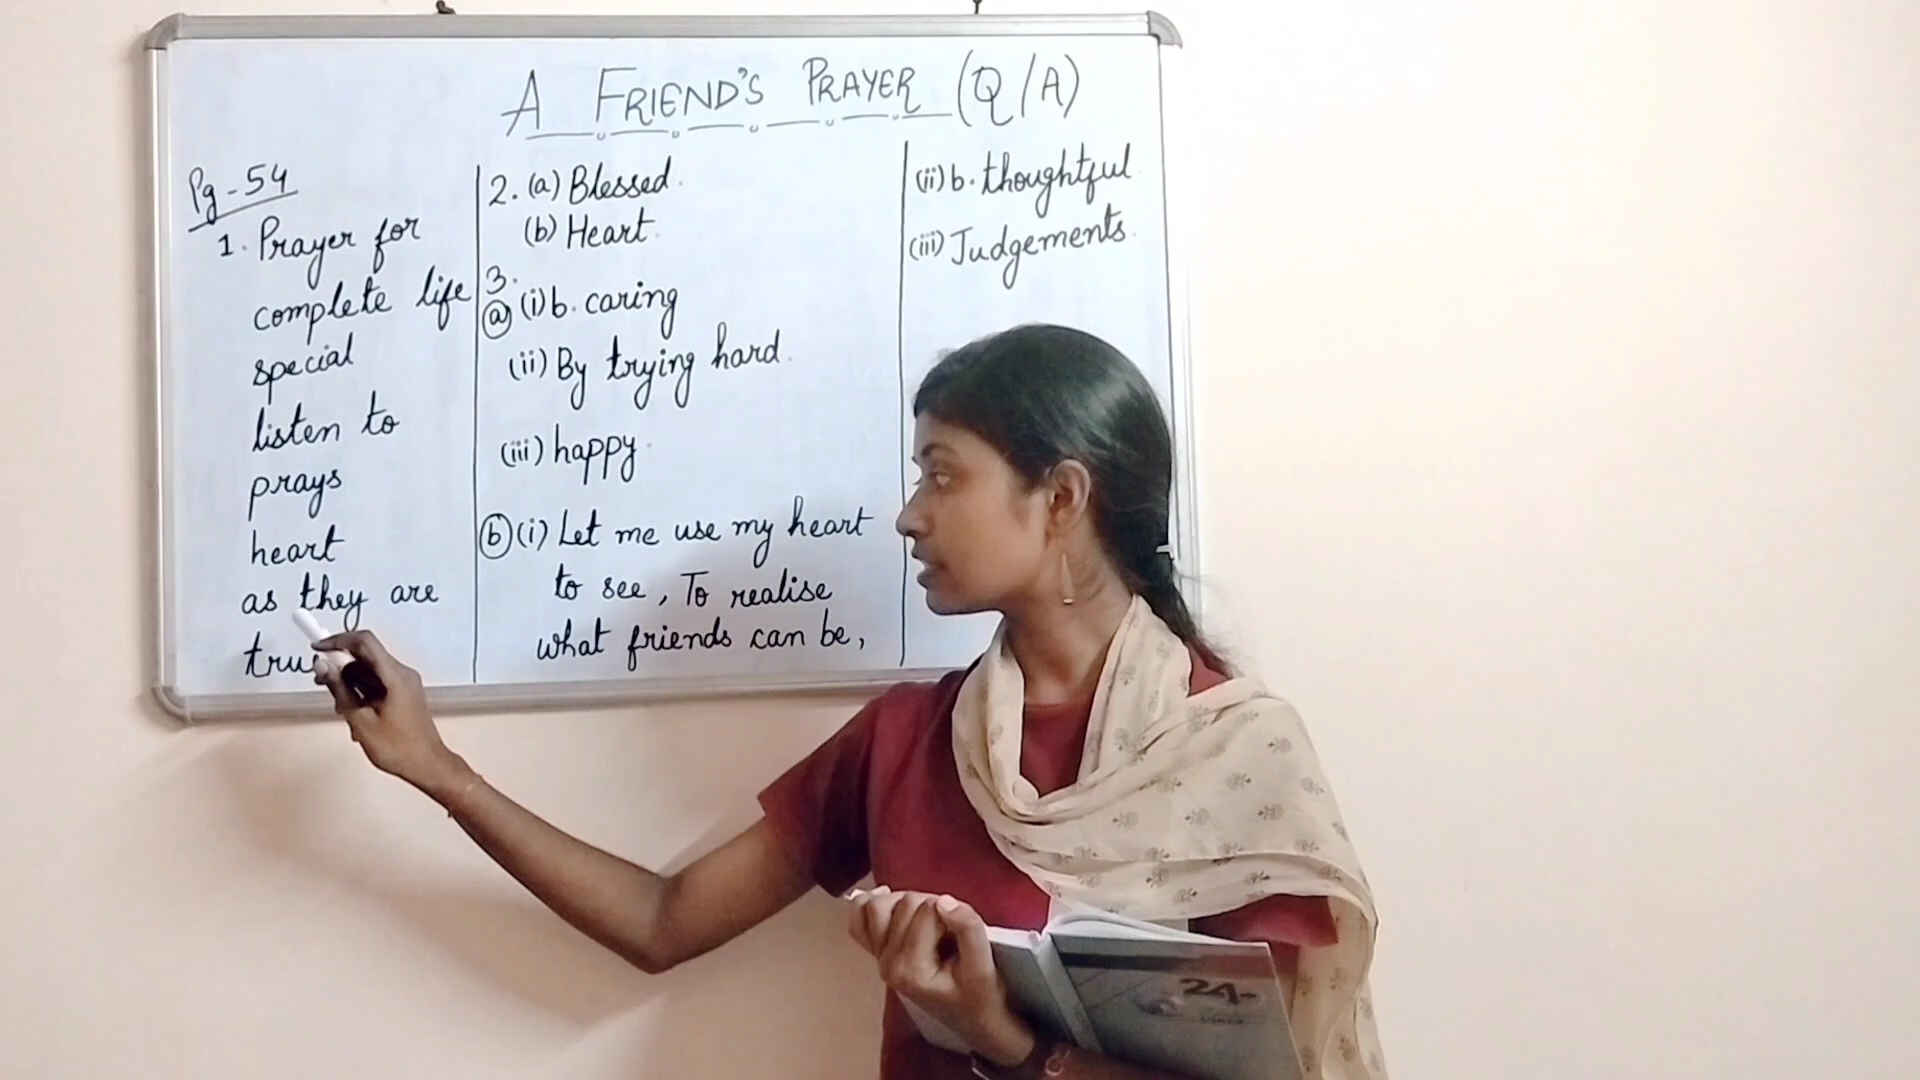 A FRIEND'S PRAYER (Q/A)
Pg-54
1. Prayer for
complete life
special
listen to
prays
heart
as they are
2. (a) Blessed.
(b) Heart.
3.
(a) (i) b. caring
(ii) By trying hard.
(iii) happy.
(b) (i) Let me use my heart
to see, To realise
what friends can be,
(ii) b. thoughtful.
(iii) Judgements.
24-